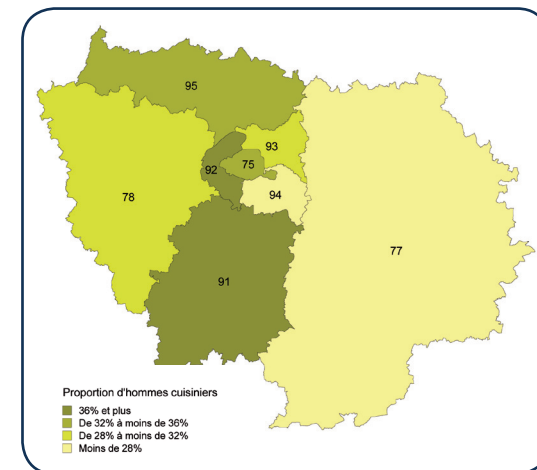 95
93
92
75
78
94
77
91
Proportion d'hommes cuisiniers
36% et plus
De 32% à moins de 36%
De 28% à moins de 32%
Moins de 28%